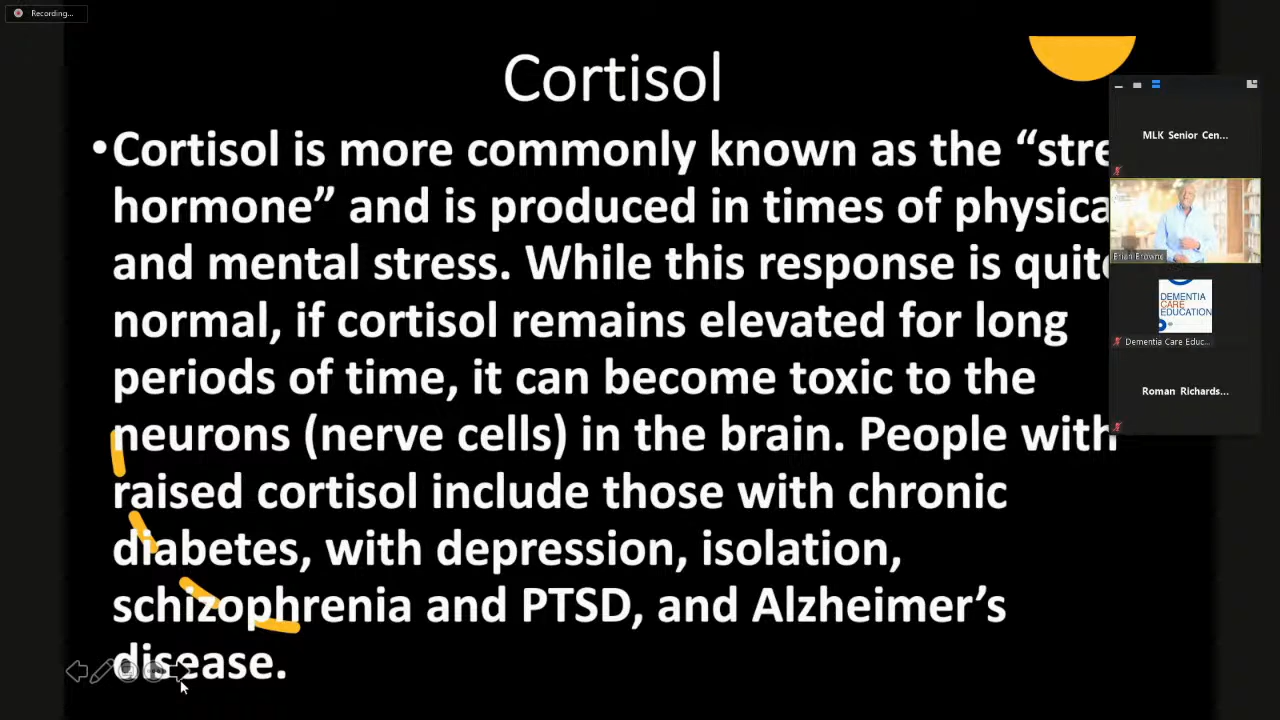 Recording...
Cortisol
•Cortisol is more commonly known as the “stre
hormone” and is produced in times of physica
and mental stress. While this response is quite
normal, if cortisol remains elevated for long
periods of time, it can become toxic to the
neurons (nerve cells) in the brain. People with
raised cortisol include those with chronic
diabetes, with depression, isolation,
schizophrenia and PTSD, and Alzheimer’s
disease.
MLK Senior Cen...
Brian Browne
DEMENTIA
CARE
EDUCATION
Dementia Care Educ...
Roman Richards...